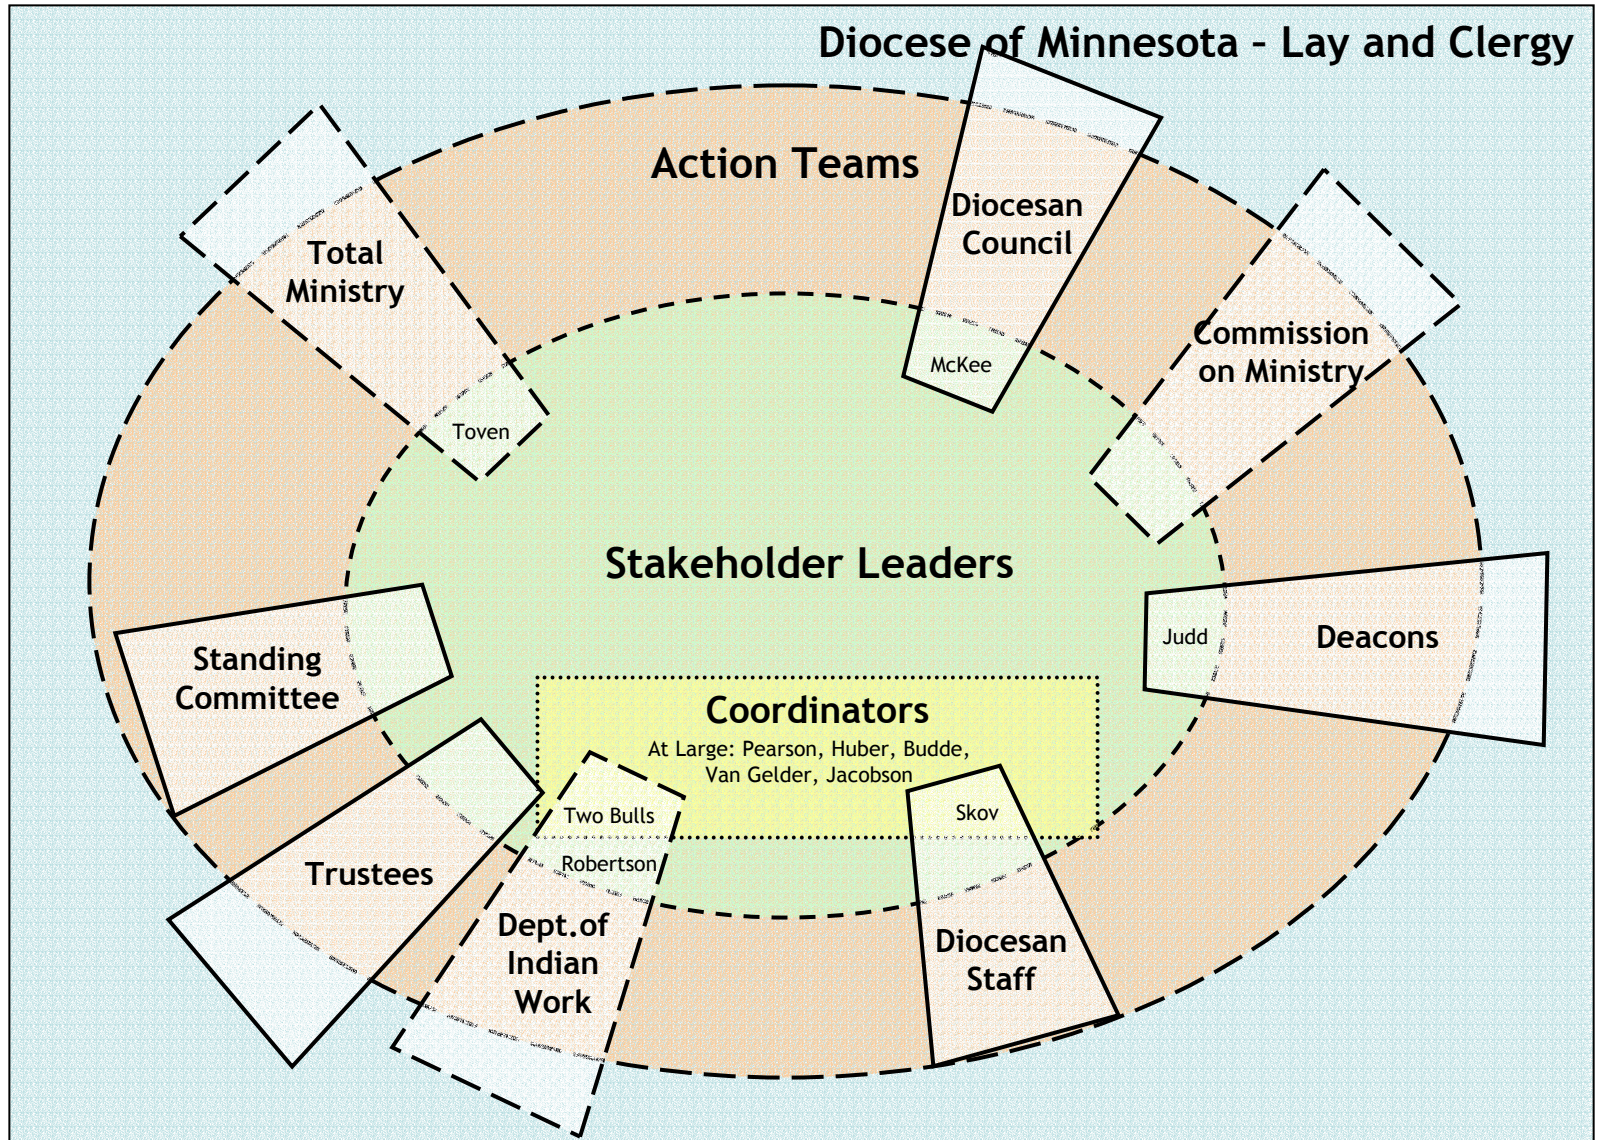 Diocese of Minnesota – Lay and Clergy
Action Teams
Diocesan
Council
McKee
Total
Ministry
Toven
Commission
on Ministry
Stakeholder Leaders
Judd
Deacons
Standing
Committee
Coordinators
At Large: Pearson, Huber, Budde,
Van Gelder, Jacobson
Two Bulls
Skov
Robertson
Trustees
Dept.of
Indian
Work
Diocesan
Staff